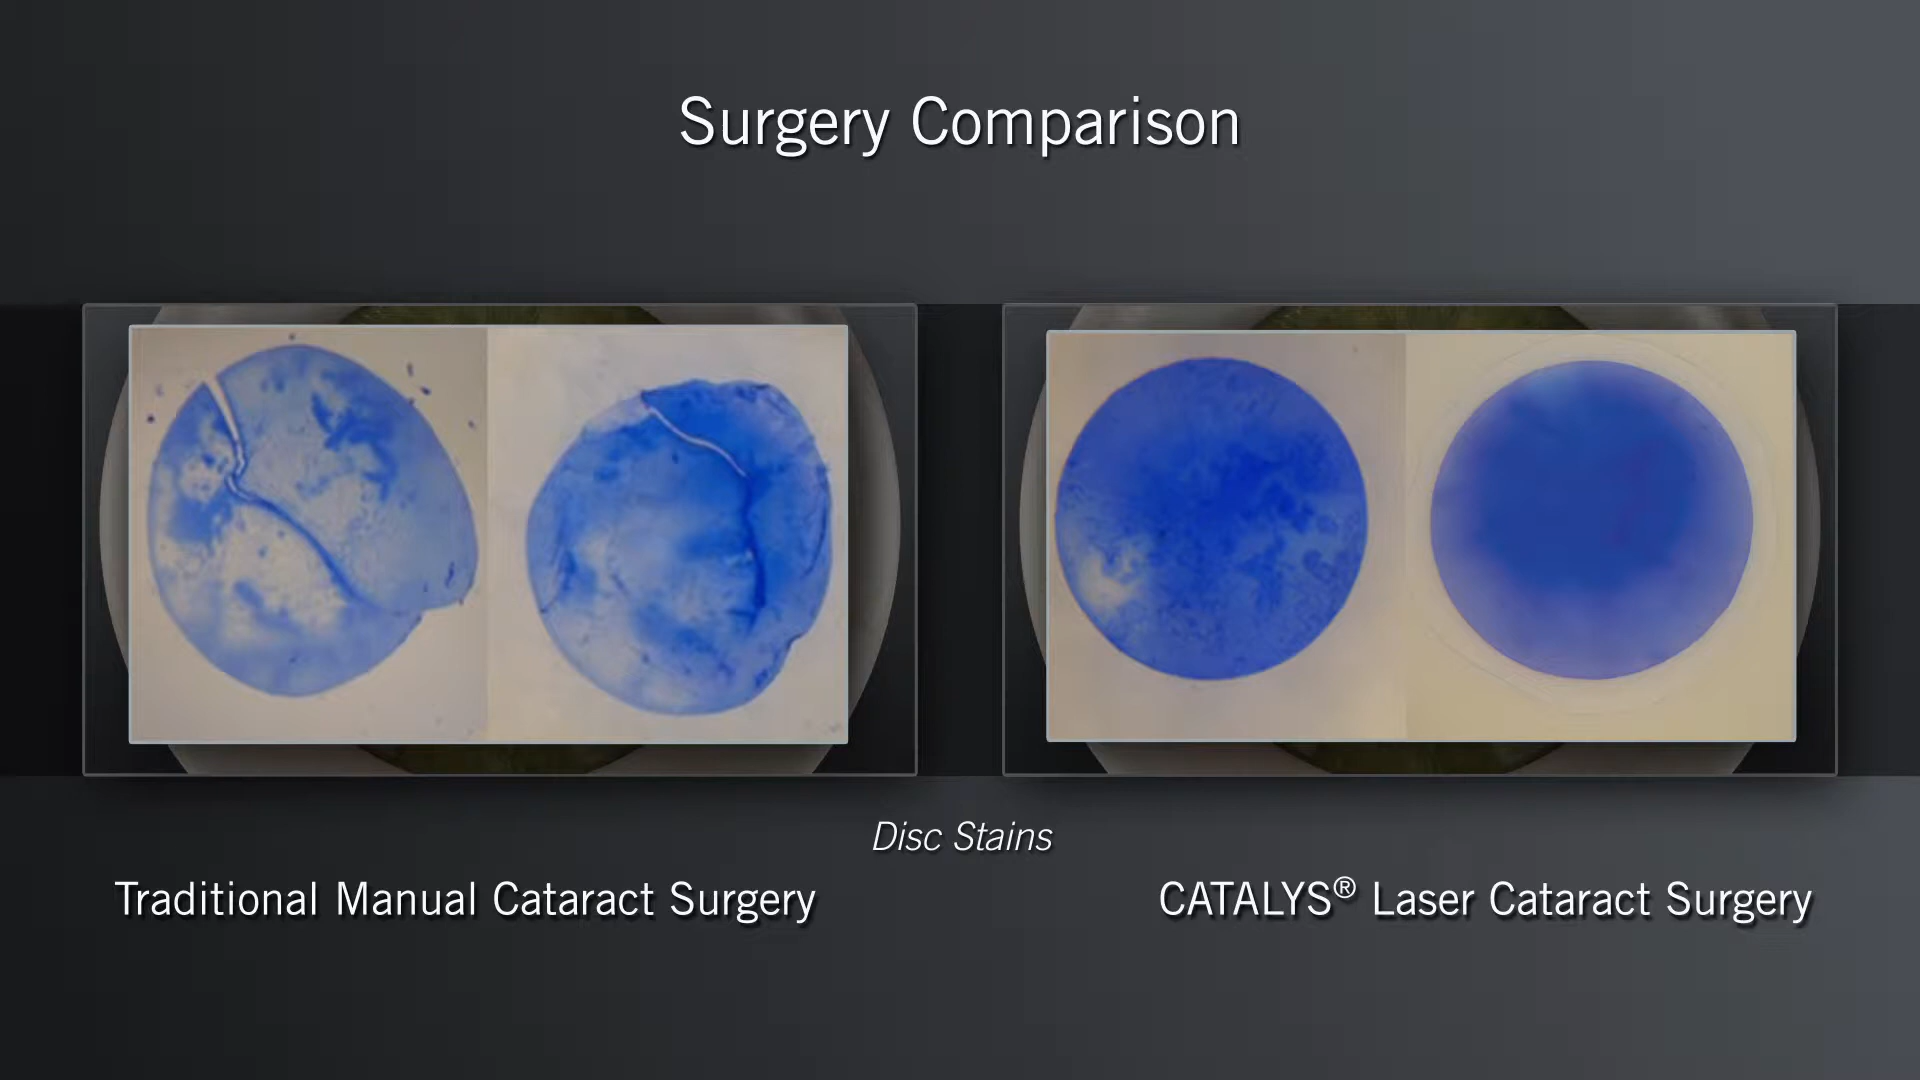 Surgery Comparison
Disc Stains
Traditional Manual Cataract Surgery
CATALYS® Laser Cataract Surgery